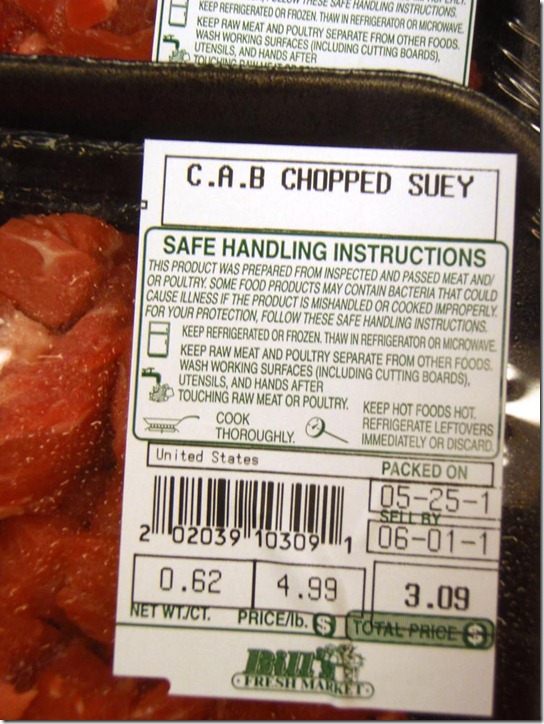 KEEP REFRIGERATED OR FROZEN. THAW IN REFRIGERATOR OR MICROWAVE.
KEEP RAW MEAT AND POULTRY SEPARATE FROM OTHER FOODS.
WASH WORKING SURFACES (INCLUDING CUTTING BOARDS),
UTENSILS, AND HANDS AFTER
C.A.B CHOPPED SUEY
SAFE HANDLING INSTRUCTIONS
THIS PRODUCT WAS PREPARED FROM INSPECTED AND PASSED MEAT AND/
OR POULTRY. SOME FOOD PRODUCTS MAY CONTAIN BACTERIA THAT COULD
CAUSE ILLNESS IF THE PRODUCT IS MISHANDLED OR COOKED IMPROPERLY.
FOR YOUR PROTECTION, FOLLOW THESE SAFE HANDLING INSTRUCTIONS.
KEEP REFRIGERATED OR FROZEN. THAW IN REFRIGERATOR OR MICROWAVE.
KEEP RAW MEAT AND POULTRY SEPARATE FROM OTHER FOODS.
WASH WORKING SURFACES (INCLUDING CUTTING BOARDS),
UTENSILS, AND HANDS AFTER
TOUCHING RAW MEAT OR POULTRY.
COOK
THOROUGHLY.
KEEP HOT FOODS HOT.
REFRIGERATE LEFTOVERS
IMMEDIATELY OR DISCARD
United States
PACKED ON
05-25-1
SELL BY
06-01-1
2 02039 10309 1
0.62 4.99 3.09
NET WT./CT. PRICE/lb. $ TOTAL PRICE $
Bill's
FRESH MARKET